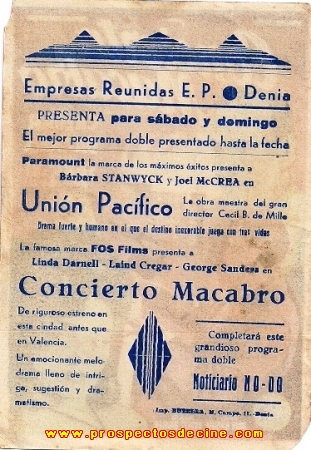 Empresas Reunidas E. P. Denia
PRESENTA para sábado y domingo
El mejor programa doble presentado hasta la fecha
Paramount la marca de los máximos éxitos presenta a
Bárbara STANWYCK y Joel McCREA en
Unión Pacífico
La obra maestra del gran
director Cecil B. de Mille
Drama fuerte y humano en el que el destino inexorable juega con tres vidas
La famosa marca FOS Films presenta a
Linda Darnell - Laind Cregar - George Sanders en
Concierto Macabro
De riguroso estreno en
esta ciudad antes que
en Valencia.
Un emocionante melo-
drama lleno de intri-
ga, sugestión y dra-
matismo.
Completará este
grandioso progra-
ma doble
Noticiario NO-DO
Imp. M. Campo, 11.-Denia
www.prospectosdecine.com